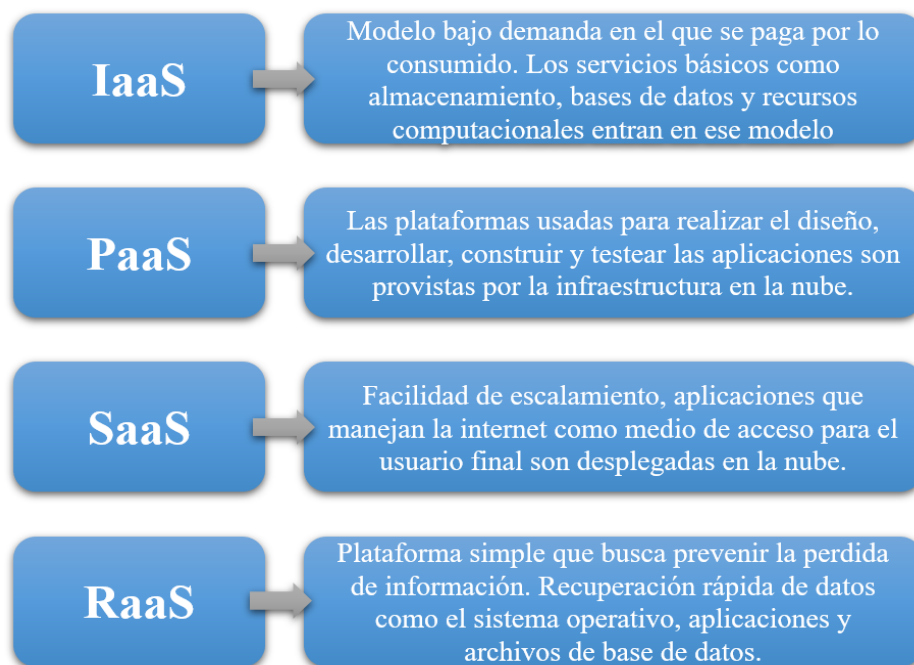 IaaS
Modelo bajo demanda en el que se paga por lo
consumido. Los servicios básicos como
almacenamiento, bases de datos y recursos
computacionales entran en ese modelo
PaaS
Las plataformas usadas para realizar el diseño,
desarrollar, construir y testear las aplicaciones son
provistas por la infraestructura en la nube.
SaaS
Facilidad de escalamiento, aplicaciones que
manejan la internet como medio de acceso para el
usuario final son desplegadas en la nube.
RaaS
Plataforma simple que busca prevenir la perdida
de información. Recuperación rápida de datos
como el sistema operativo, aplicaciones y
archivos de base de datos.